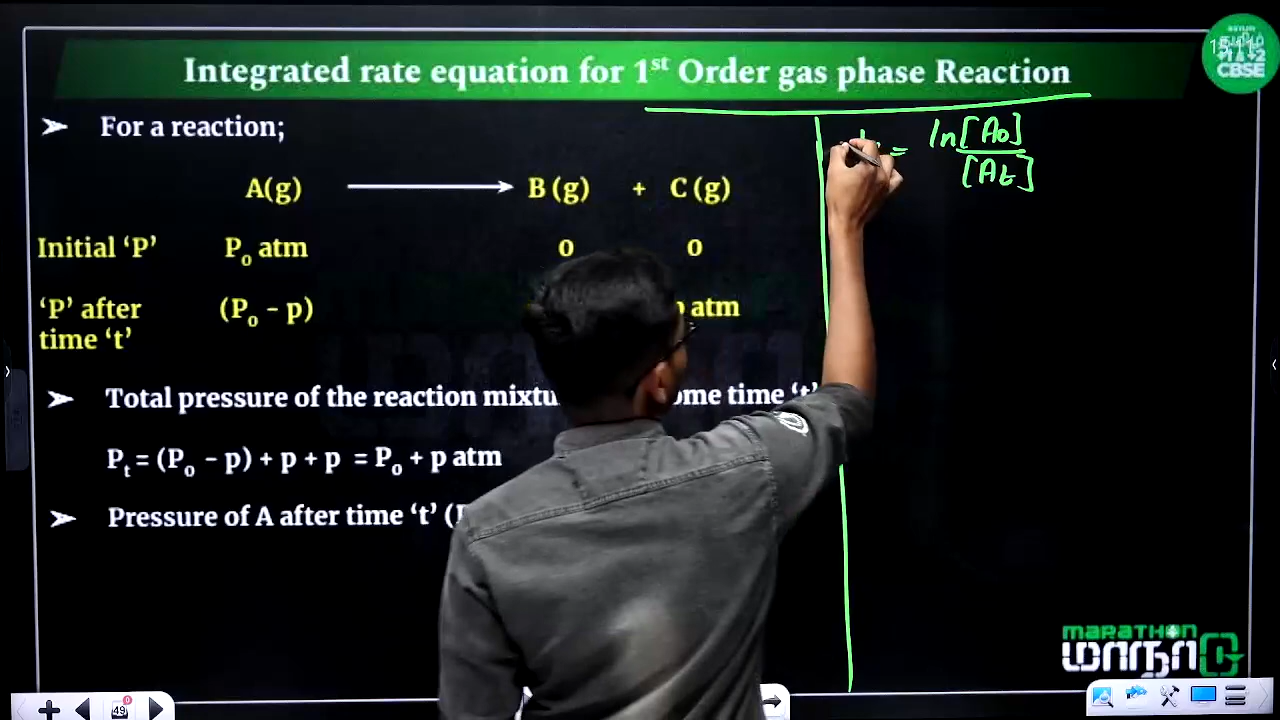 Integrated rate equation for 1st Order gas phase Reaction
CBSE
➤ For a reaction;
A(g) ⟶ B (g) + C (g)
Initial ‘P’ P₀ atm 0 0
‘P’ after (P₀ - p) atm
time ‘t’
➤ Total pressure of the reaction time ‘t’
Pₜ = (P₀ - p) + p + p = P₀ + p atm
➤ Pressure of A after time ‘t’
= ln [A₀]
[Aₜ]
MARATHON
மராத்
49